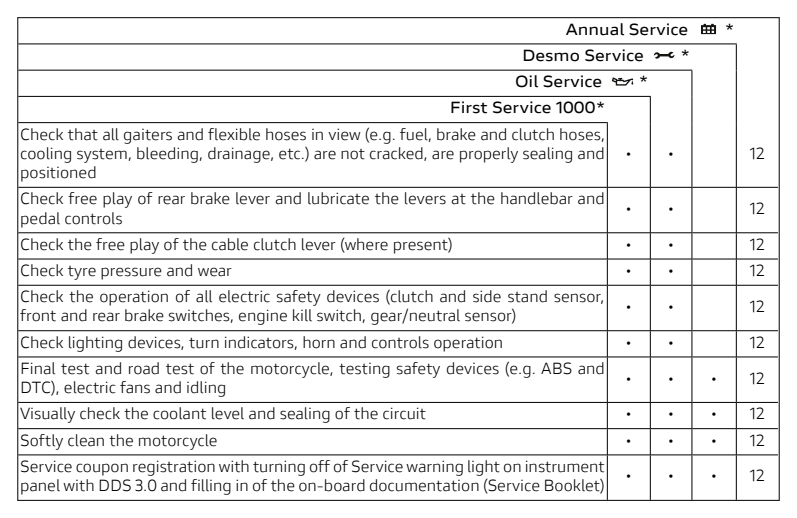 Annual Service *
Desmo Service *
Oil Service *
First Service 1000*
Check that all gaiters and flexible hoses in view (e.g. fuel, brake and clutch hoses,
cooling system, bleeding, drainage, etc.) are not cracked, are properly sealing and
positioned
• • 12
Check free play of rear brake lever and lubricate the levers at the handlebar and
pedal controls
• • 12
Check the free play of the cable clutch lever (where present) • • 12
Check tyre pressure and wear • • 12
Check the operation of all electric safety devices (clutch and side stand sensor,
front and rear brake switches, engine kill switch, gear/neutral sensor)
• • 12
Check lighting devices, turn indicators, horn and controls operation • • 12
Final test and road test of the motorcycle, testing safety devices (e.g. ABS and
DTC), electric fans and idling
• • • 12
Visually check the coolant level and sealing of the circuit • • • 12
Softly clean the motorcycle • • • 12
Service coupon registration with turning off of Service warning light on instrument
panel with DDS 3.0 and filling in of the on-board documentation (Service Booklet)
• • • 12